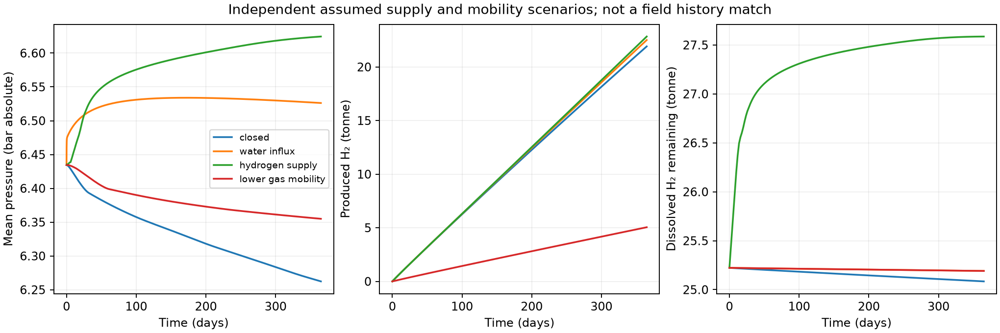 Independent assumed supply and mobility scenarios; not a field history match
Mean pressure (bar absolute)
6.60
6.55
6.50
6.45
6.40
6.35
6.30
6.25
0
100
200
300
Time (days)
closed
water influx
hydrogen supply
lower gas mobility
Produced H₂ (tonne)
20
15
10
5
0
0
100
200
300
Time (days)
Dissolved H₂ remaining (tonne)
27.5
27.0
26.5
26.0
25.5
25.0
0
100
200
300
Time (days)